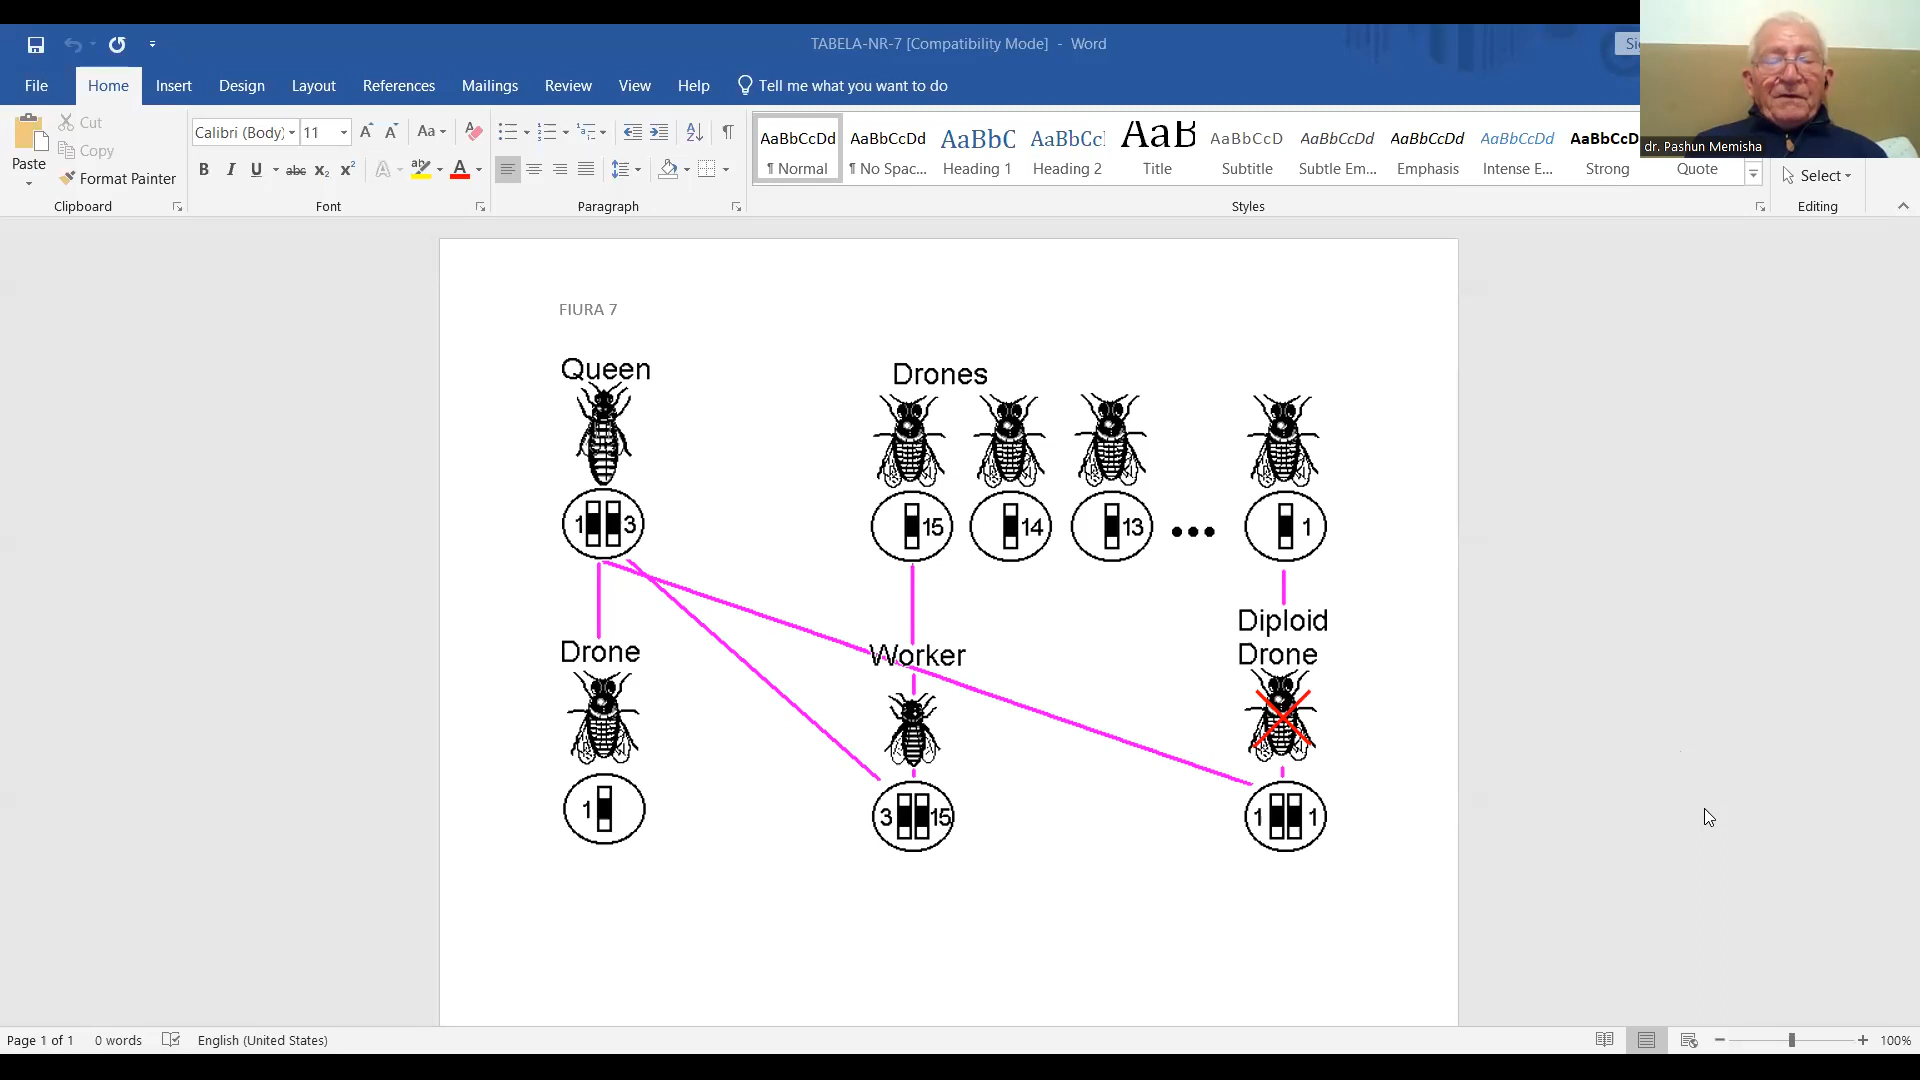 TABELA-NR-7 [Compatibility Mode] - Word
File Home Insert Design Layout References Mailings Review View Help Tell me what you want to do
dr. Pashun Memisha
Paste
Cut
Copy
Format Painter
Clipboard
Calibri (Body) 11
Font
Paragraph
AaBbCcDd AaBbCcDd AaBbC AaBbCc AaB AaBbCcD AaBbCcDd AaBbCcDd AaBbCcDd AaBbCcD
¶ Normal ¶ No Spac... Heading 1 Heading 2 Title Subtitle Subtle Em... Emphasis Intense E... Strong Quote
Styles
Select
Editing
FIURA 7
Queen
Drones
1 3
15 14 13 ••• 1
Drone
Worker
Diploid
Drone
1
3 15
1 1
Page 1 of 1 0 words English (United States) 100%